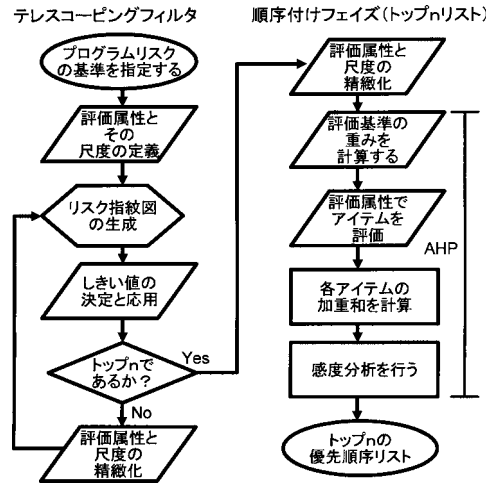 テレスコーピングフィルタ
プログラムリスク
の基準を指定する
評価属性と
その
尺度の定義
リスク指紋図
の生成
しきい値の
決定と応用
トップnで
あるか？
Yes
No
評価属性と
尺度の
精緻化
順序付けフェイズ(トップnリスト)
評価属性と
尺度の
精緻化
評価基準の
重みを
計算する
評価属性で
アイテムを
評価
各アイテムの
加重和を計算
感度分析を行う
AHP
トップnの
優先順序リスト